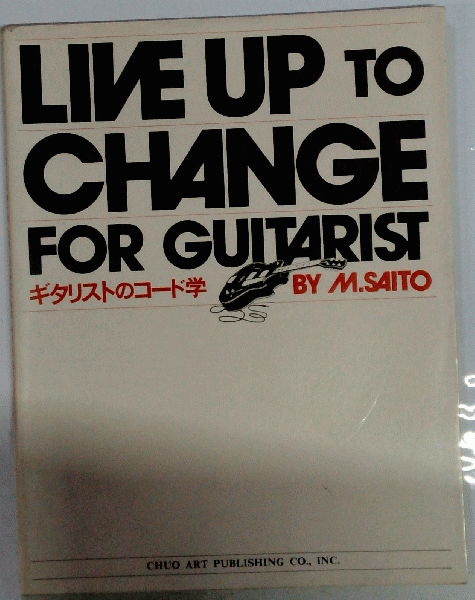 LIVE UP TO
CHANGE
FOR GUITARIST
ギタリストのコード学 BY M.SAITO
CHUO ART PUBLISHING CO., INC.